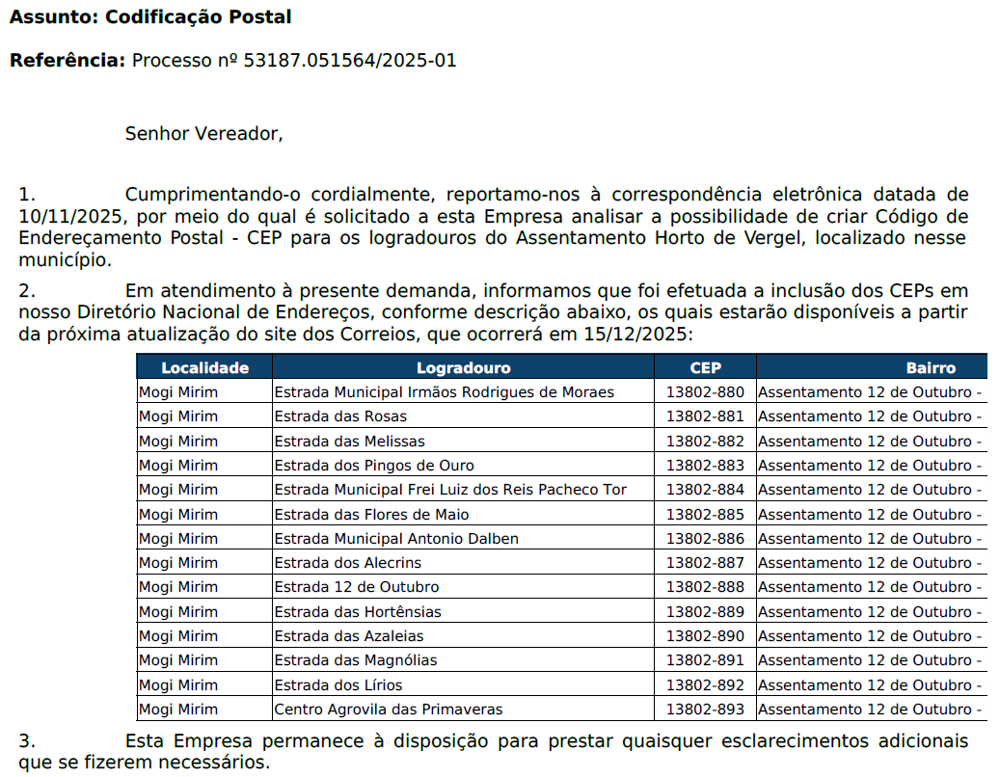 Assunto: Codificação Postal
Referência: Processo nº 53187.051564/2025-01
Senhor Vereador,
1. Cumprimentando-o cordialmente, reportamo-nos à correspondência eletrônica datada de
10/11/2025, por meio do qual é solicitado a esta Empresa analisar a possibilidade de criar Código de
Endereçamento Postal - CEP para os logradouros do Assentamento Horto de Vergel, localizado nesse
município.
2. Em atendimento à presente demanda, informamos que foi efetuada a inclusão dos CEPs em
nosso Diretório Nacional de Endereços, conforme descrição abaixo, os quais estarão disponíveis a partir
da próxima atualização do site dos Correios, que ocorrerá em 15/12/2025:
Localidade Logradouro CEP Bairro
Mogi Mirim Estrada Municipal Irmãos Rodrigues de Moraes 13802-880 Assentamento 12 de Outubro -
Mogi Mirim Estrada das Rosas 13802-881 Assentamento 12 de Outubro -
Mogi Mirim Estrada das Melissas 13802-882 Assentamento 12 de Outubro -
Mogi Mirim Estrada dos Pingos de Ouro 13802-883 Assentamento 12 de Outubro -
Mogi Mirim Estrada Municipal Frei Luiz dos Reis Pacheco Tor 13802-884 Assentamento 12 de Outubro -
Mogi Mirim Estrada das Flores de Maio 13802-885 Assentamento 12 de Outubro -
Mogi Mirim Estrada Municipal Antonio Dalben 13802-886 Assentamento 12 de Outubro -
Mogi Mirim Estrada dos Alecrins 13802-887 Assentamento 12 de Outubro -
Mogi Mirim Estrada 12 de Outubro 13802-888 Assentamento 12 de Outubro -
Mogi Mirim Estrada das Hortênsias 13802-889 Assentamento 12 de Outubro -
Mogi Mirim Estrada das Azaleias 13802-890 Assentamento 12 de Outubro -
Mogi Mirim Estrada das Magnólias 13802-891 Assentamento 12 de Outubro -
Mogi Mirim Estrada dos Lírios 13802-892 Assentamento 12 de Outubro -
Mogi Mirim Centro Agrovila das Primaveras 13802-893 Assentamento 12 de Outubro -
3. Esta Empresa permanece à disposição para prestar quaisquer esclarecimentos adicionais
que se fizerem necessários.